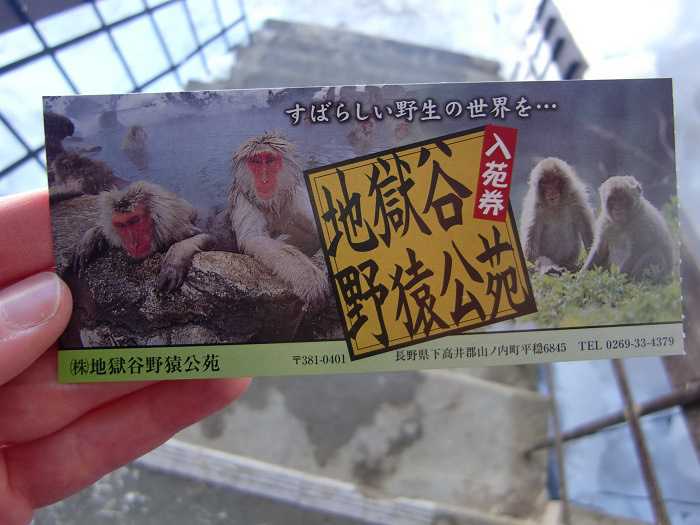 すばらしい野生の世界を…
入苑券
地獄谷
野猿公苑
㈱地獄谷野猿公苑
〒381-0401 長野県下高井郡山ノ内町平穏6845 TEL 0269-33-4379